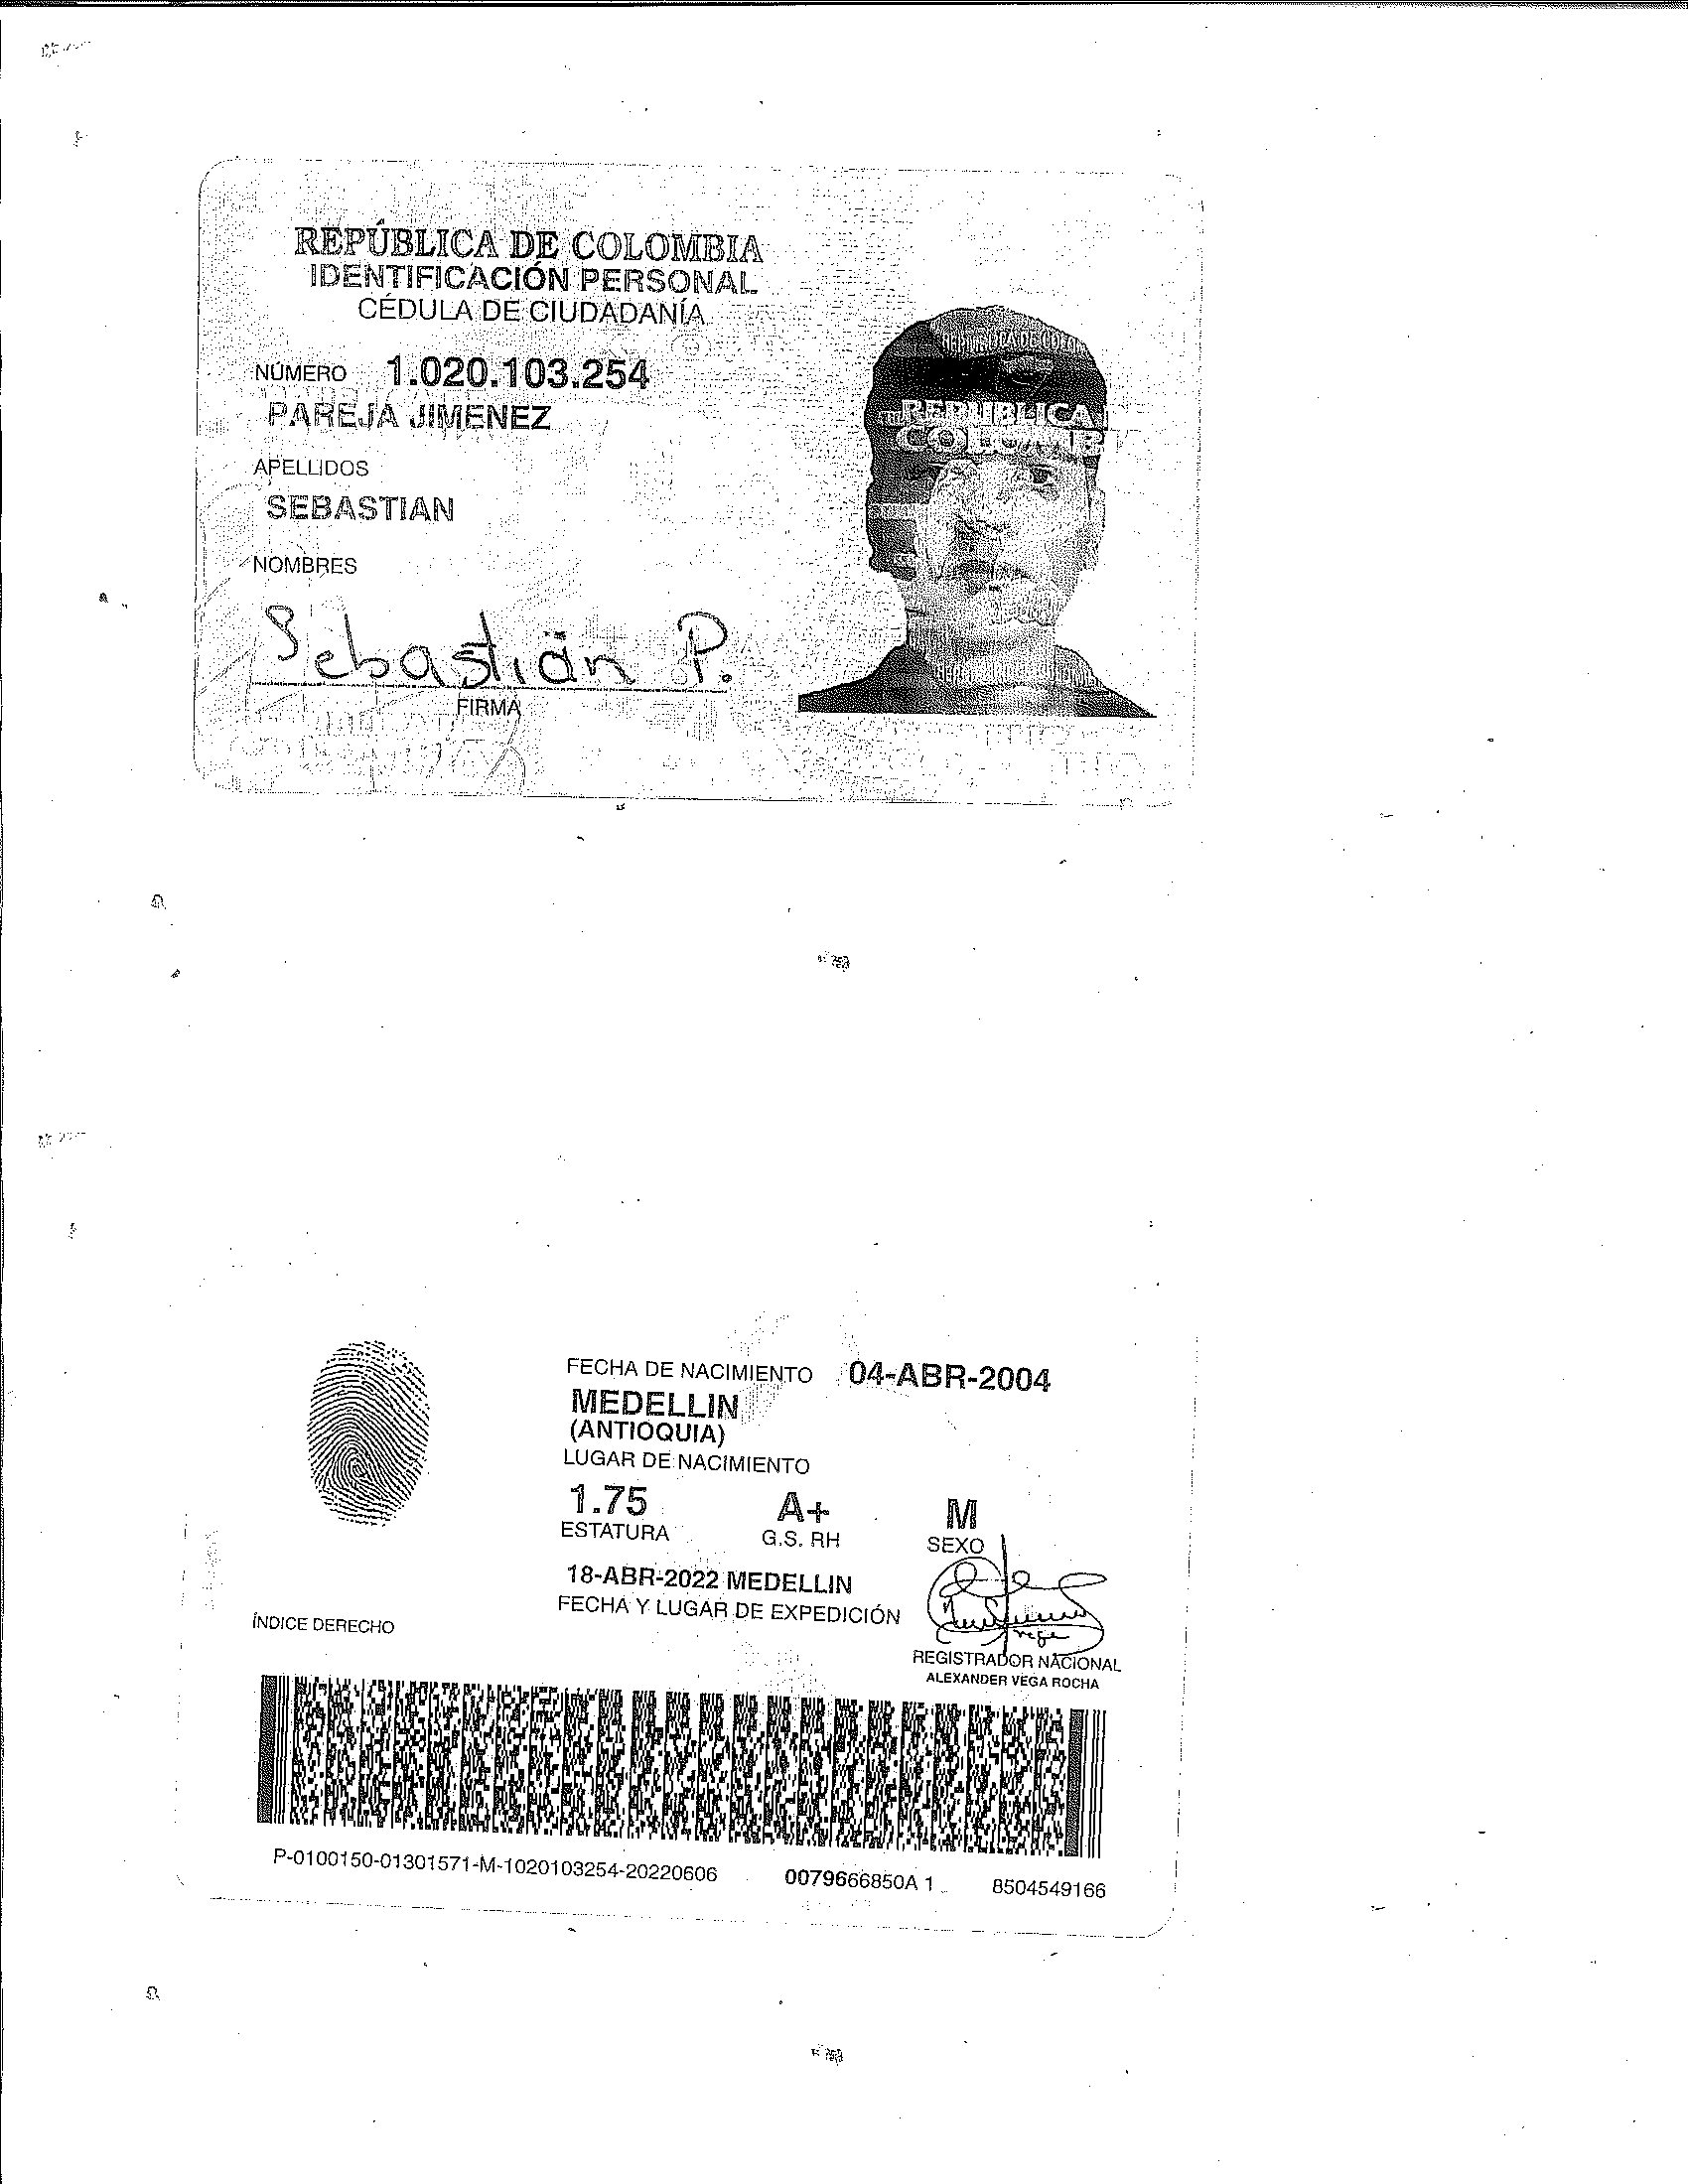 REPÚBLICA DE COLOMBIA
IDENTIFICACIÓN PERSONAL
CÉDULA DE CIUDADANÍA
NÚMERO 1.020.103.254
PAREJA JIMENEZ
APELLIDOS
SEBASTIAN
NOMBRES
Sebastián P.
FIRMA
REPUBLICA
FECHA DE NACIMIENTO 04-ABR-2004
MEDELLIN
(ANTIOQUIA)
LUGAR DE NACIMIENTO
1.75 A+ M
ESTATURA G.S. RH SEXO
18-ABR-2022 MEDELLIN
FECHA Y LUGAR DE EXPEDICIÓN
ÍNDICE DERECHO
REGISTRADOR NACIONAL
ALEXANDER VEGA ROCHA
P-0100150-01301571-M-1020103254-20220606 0079666850A 1 8504549166